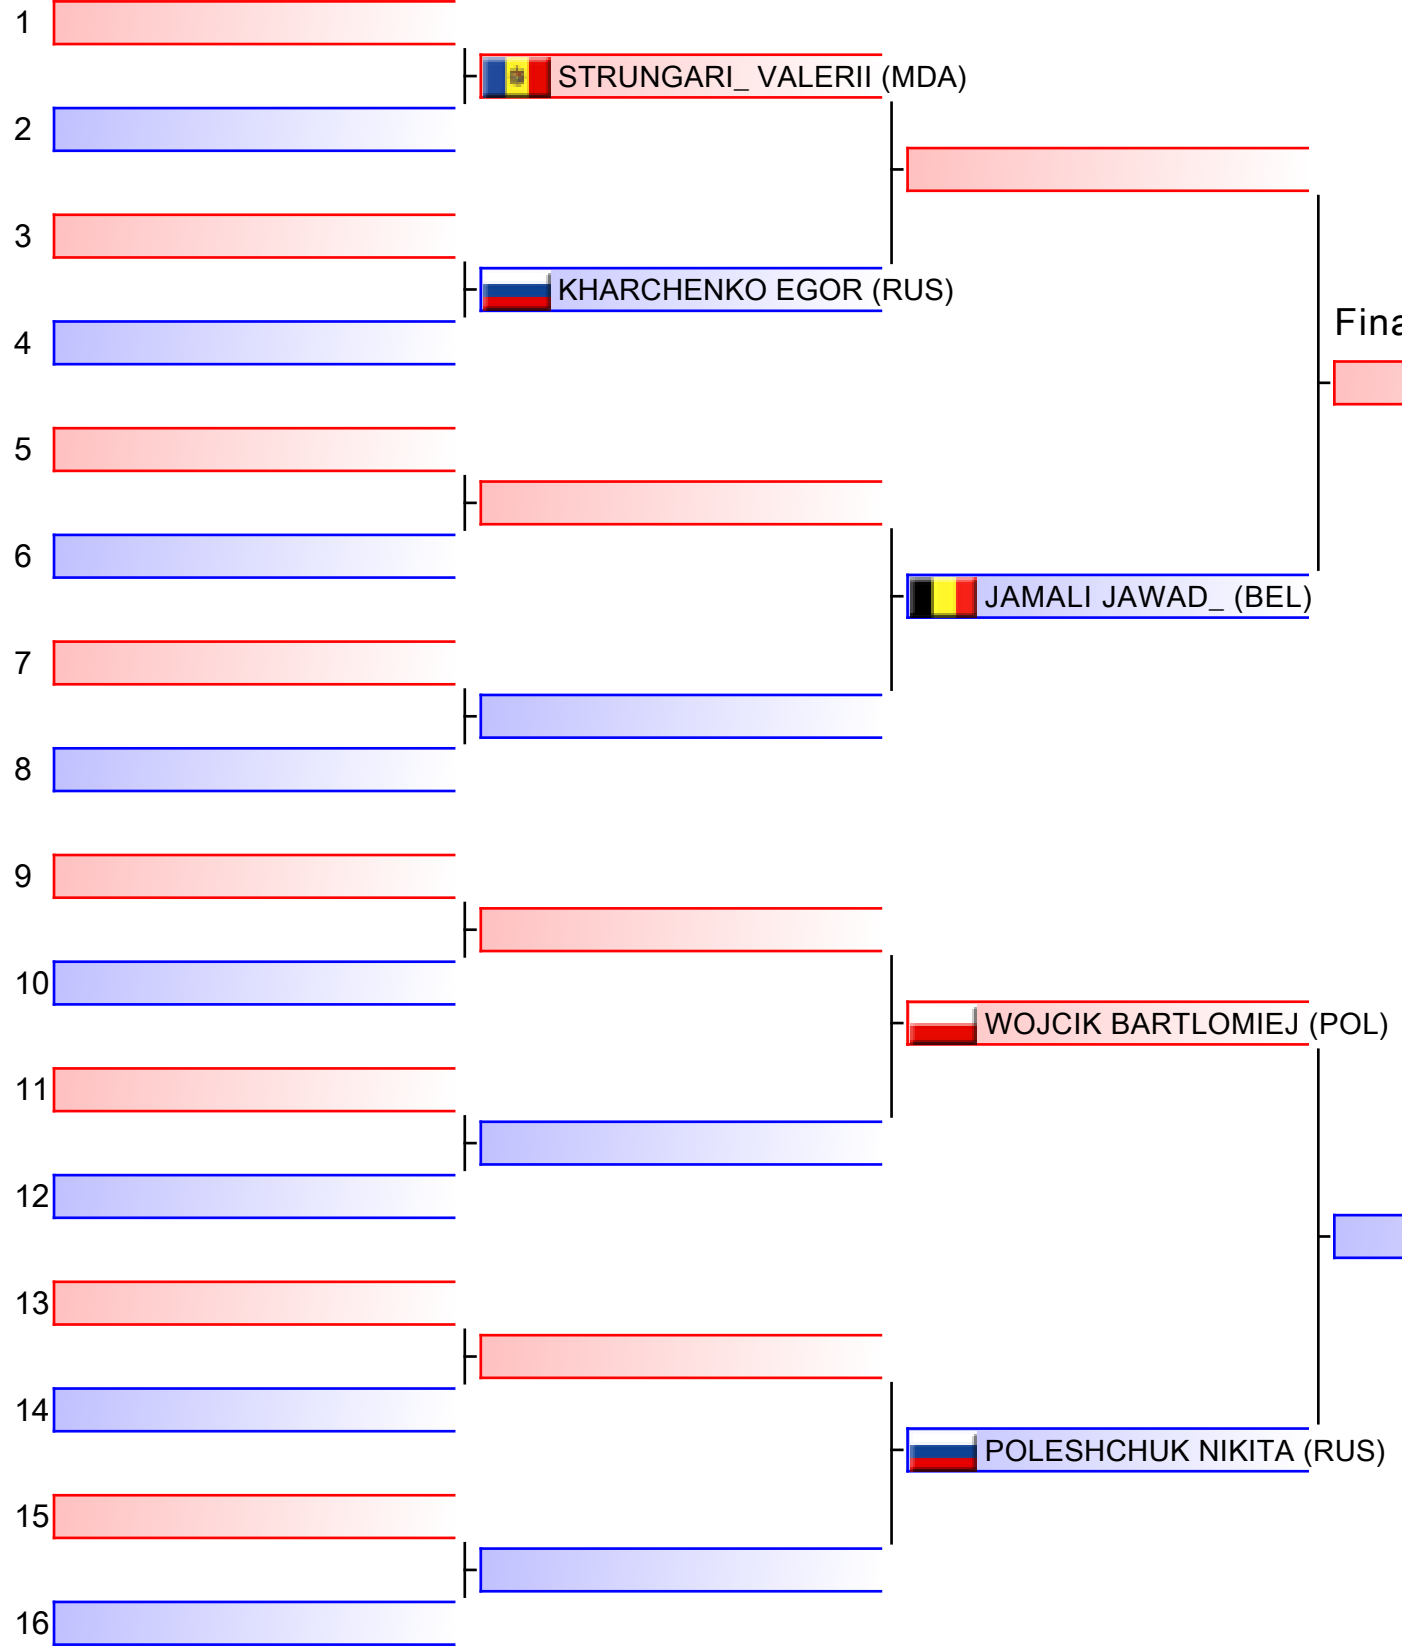 1
STRUNGARI_ VALERII (MDA)
2
3
KHARCHENKO EGOR (RUS)
Fina
4
5
6
JAMALI JAWAD_ (BEL)
7
8
9
10
WOJCIK BARTLOMIEJ (POL)
11
12
13
14
POLESHCHUK NIKITA (RUS)
15
16